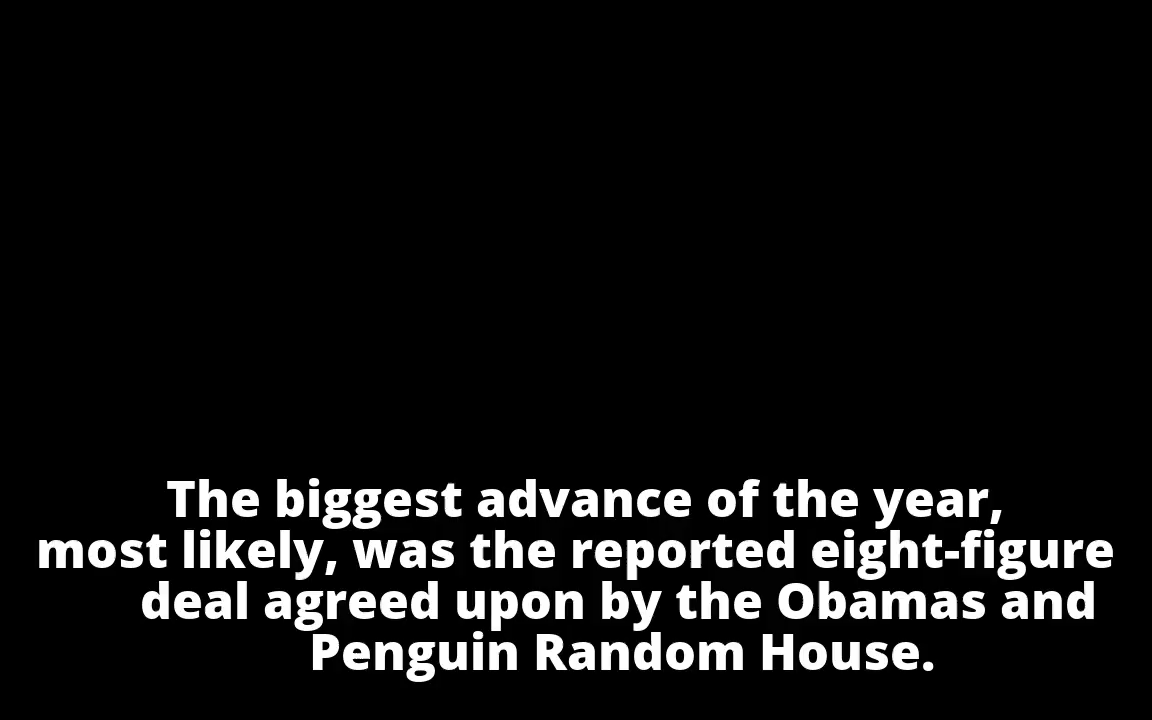 The biggest advance of the year,
most likely, was the reported eight-figure
deal agreed upon by the Obamas and
Penguin Random House.